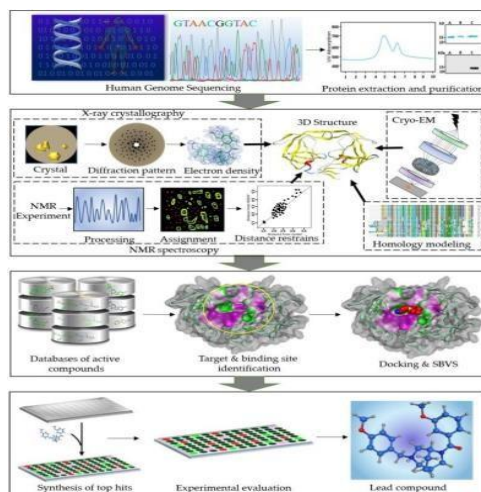 GTAACGGTAC
Human Genome Sequencing
Protein extraction and purification
X-ray crystallography
Crystal
Diffraction pattern
Electron density
3D Structure
Cryo-EM
NMR
Experiment
Processing
Assignment
Distance restrains
NMR spectroscopy
Homology modeling
Databases of active
compounds
Target & binding site
identification
Docking & SBVS
Synthesis of top hits
Experimental evaluation
Lead compound